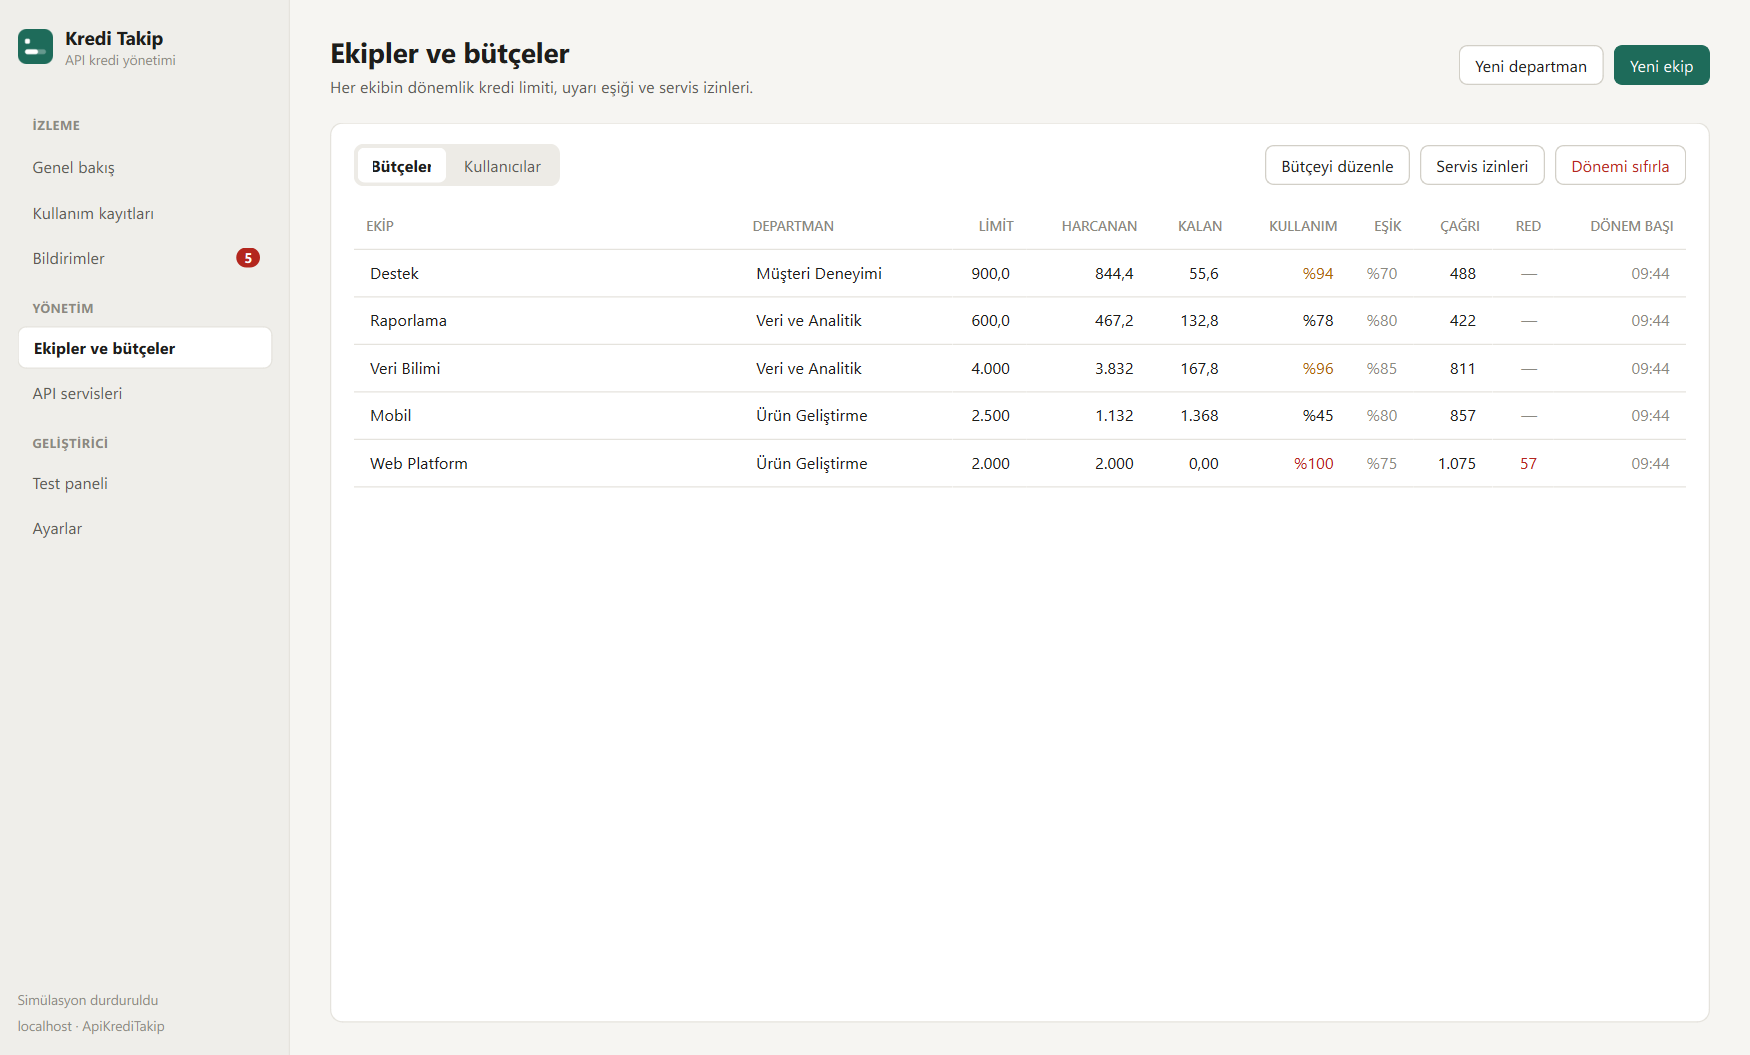 Kredi Takip
API kredi yönetimi
İZLEME
Genel bakış
Kullanım kayıtları
Bildirimler 5
YÖNETİM
Ekipler ve bütçeler
API servisleri
GELİŞTİRİCİ
Test paneli
Ayarlar
Simülasyon durduruldu
localhost · ApiKrediTakip
Ekipler ve bütçeler
Her ekibin dönemlik kredi limiti, uyarı eşiği ve servis izinleri.
Yeni departman Yeni ekip
Bütçeler Kullanıcılar Bütçeyi düzenle Servis izinleri Dönemi sıfırla
EKİP DEPARTMAN LİMİT HARCANAN KALAN KULLANIM EŞİK ÇAĞRI RED DÖNEM BAŞI
Destek Müşteri Deneyimi 900,0 844,4 55,6 %94 %70 488 — 09:44
Raporlama Veri ve Analitik 600,0 467,2 132,8 %78 %80 422 — 09:44
Veri Bilimi Veri ve Analitik 4.000 3.832 167,8 %96 %85 811 — 09:44
Mobil Ürün Geliştirme 2.500 1.132 1.368 %45 %80 857 — 09:44
Web Platform Ürün Geliştirme 2.000 2.000 0,00 %100 %75 1.075 57 09:44